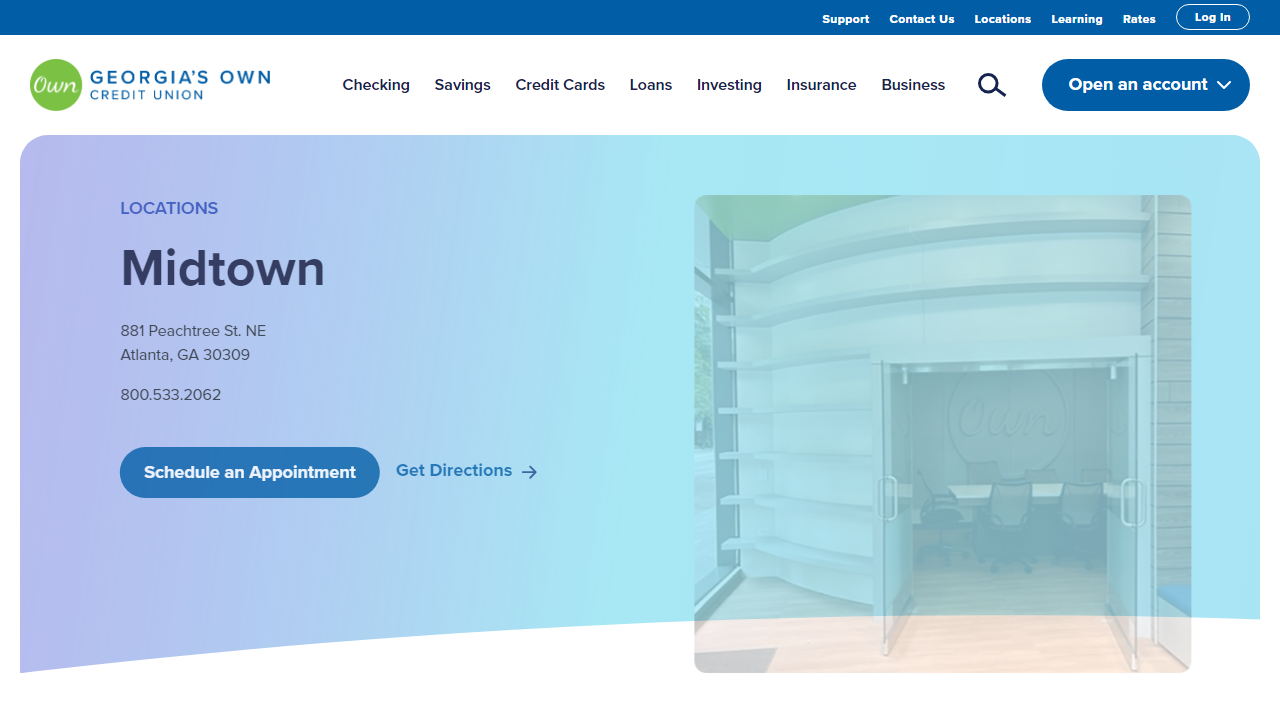 Support Contact Us Locations Learning Rates Log In
Own GEORGIA'S OWN
CREDIT UNION
Checking Savings Credit Cards Loans Investing Insurance Business Open an account
LOCATIONS
Midtown
881 Peachtree St. NE
Atlanta, GA 30309
800.533.2062
Schedule an Appointment Get Directions
Own